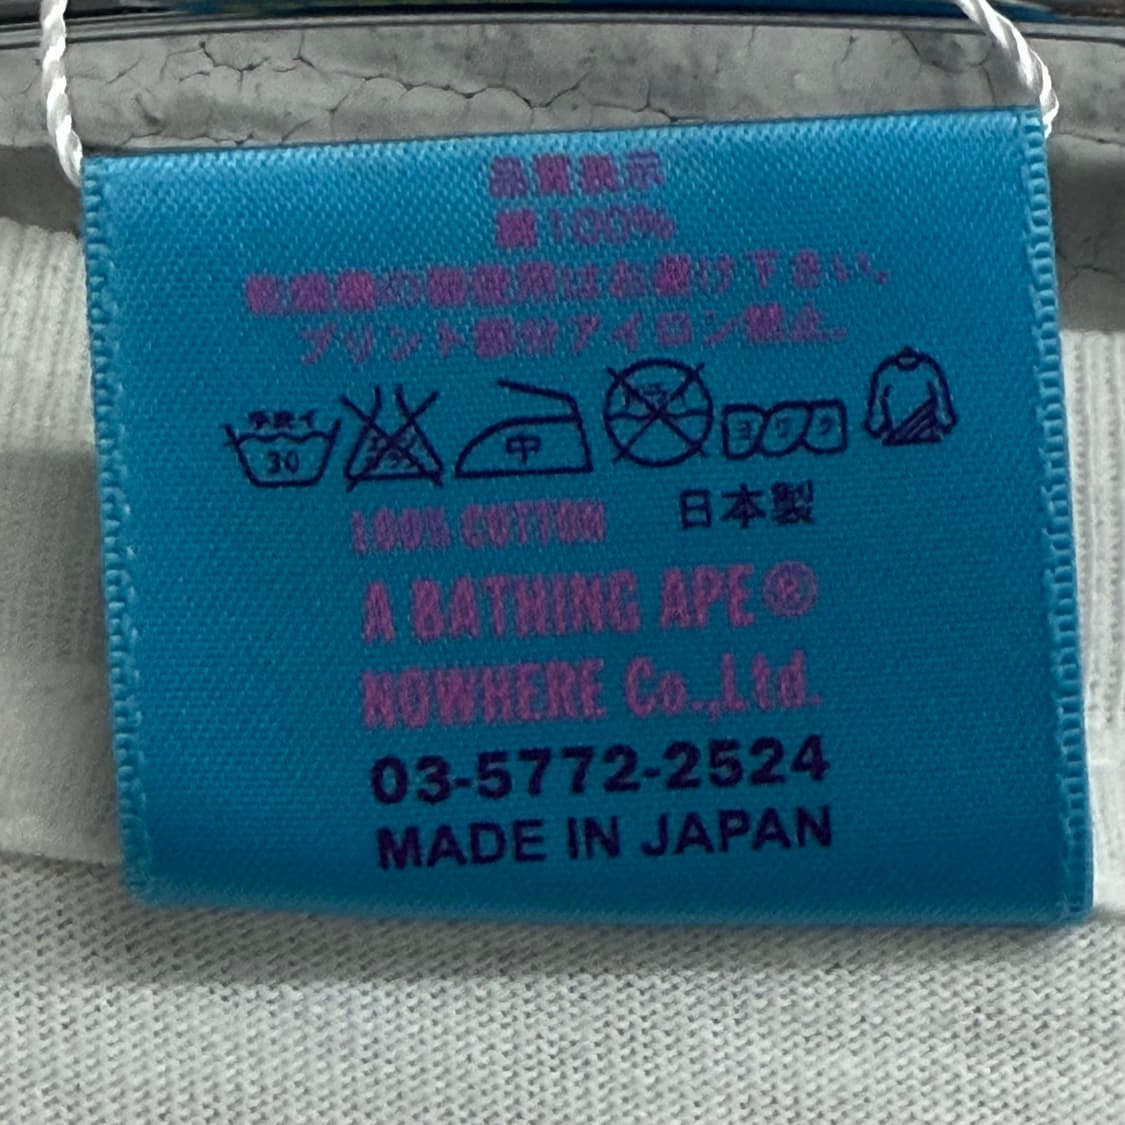 品質表示
綿100%
乾燥機の御使用はお避け下さい。
プリント部分アイロン禁止。
手洗イ
30
中
ドライ
ヨワク
100% COTTON 日本製
A BATHING APE®
NOWHERE Co.,Ltd.
03-5772-2524
MADE IN JAPAN